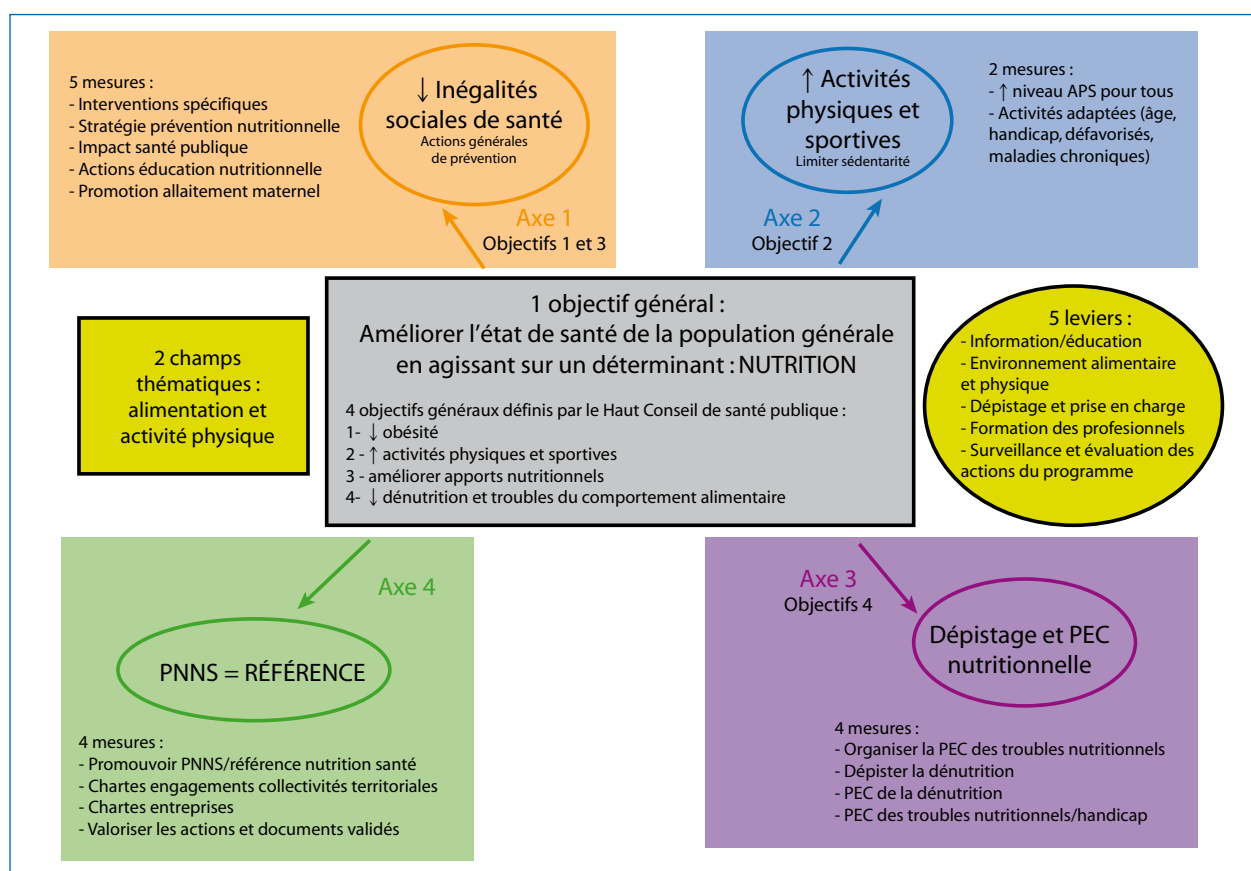 5 mesures :
- Interventions spécifiques
- Stratégie prévention nutritionnelle
- Impact santé publique
- Actions éducation nutritionnelle
- Promotion allaitement maternel
↓ Inégalités
sociales de santé
Actions générales
de prévention
Axe 1
Objectifs 1 et 3
↑ Activités
physiques et
sportives
Limiter sédentarité
2 mesures :
- ↑ niveau APS pour tous
- Activités adaptées (âge,
handicap, défavorisés,
maladies chroniques)
Axe 2
Objectif 2
2 champs
thématiques :
alimentation et
activité physique
1 objectif général :
Améliorer l'état de santé de la population générale
en agissant sur un déterminant : NUTRITION
4 objectifs généraux définis par le Haut Conseil de santé publique :
1- ↓ obésité
2 - ↑ activités physiques et sportives
3 - améliorer apports nutritionnels
4- ↓ dénutrition et troubles du comportement alimentaire
5 leviers :
- Information/éducation
- Environnement alimentaire
et physique
- Dépistage et prise en charge
- Formation des profesionnels
- Surveillance et évaluation des
actions du programme
Axe 4
PNNS = RÉFÉRENCE
4 mesures :
- Promouvoir PNNS/référence nutrition santé
- Chartes engagements collectivités territoriales
- Chartes entreprises
- Valoriser les actions et documents validés
Axe 3
Objectifs 4
Dépistage et PEC
nutritionnelle
4 mesures :
- Organiser la PEC des troubles nutritionnels
- Dépister la dénutrition
- PEC de la dénutrition
- PEC des troubles nutritionnels/handicap